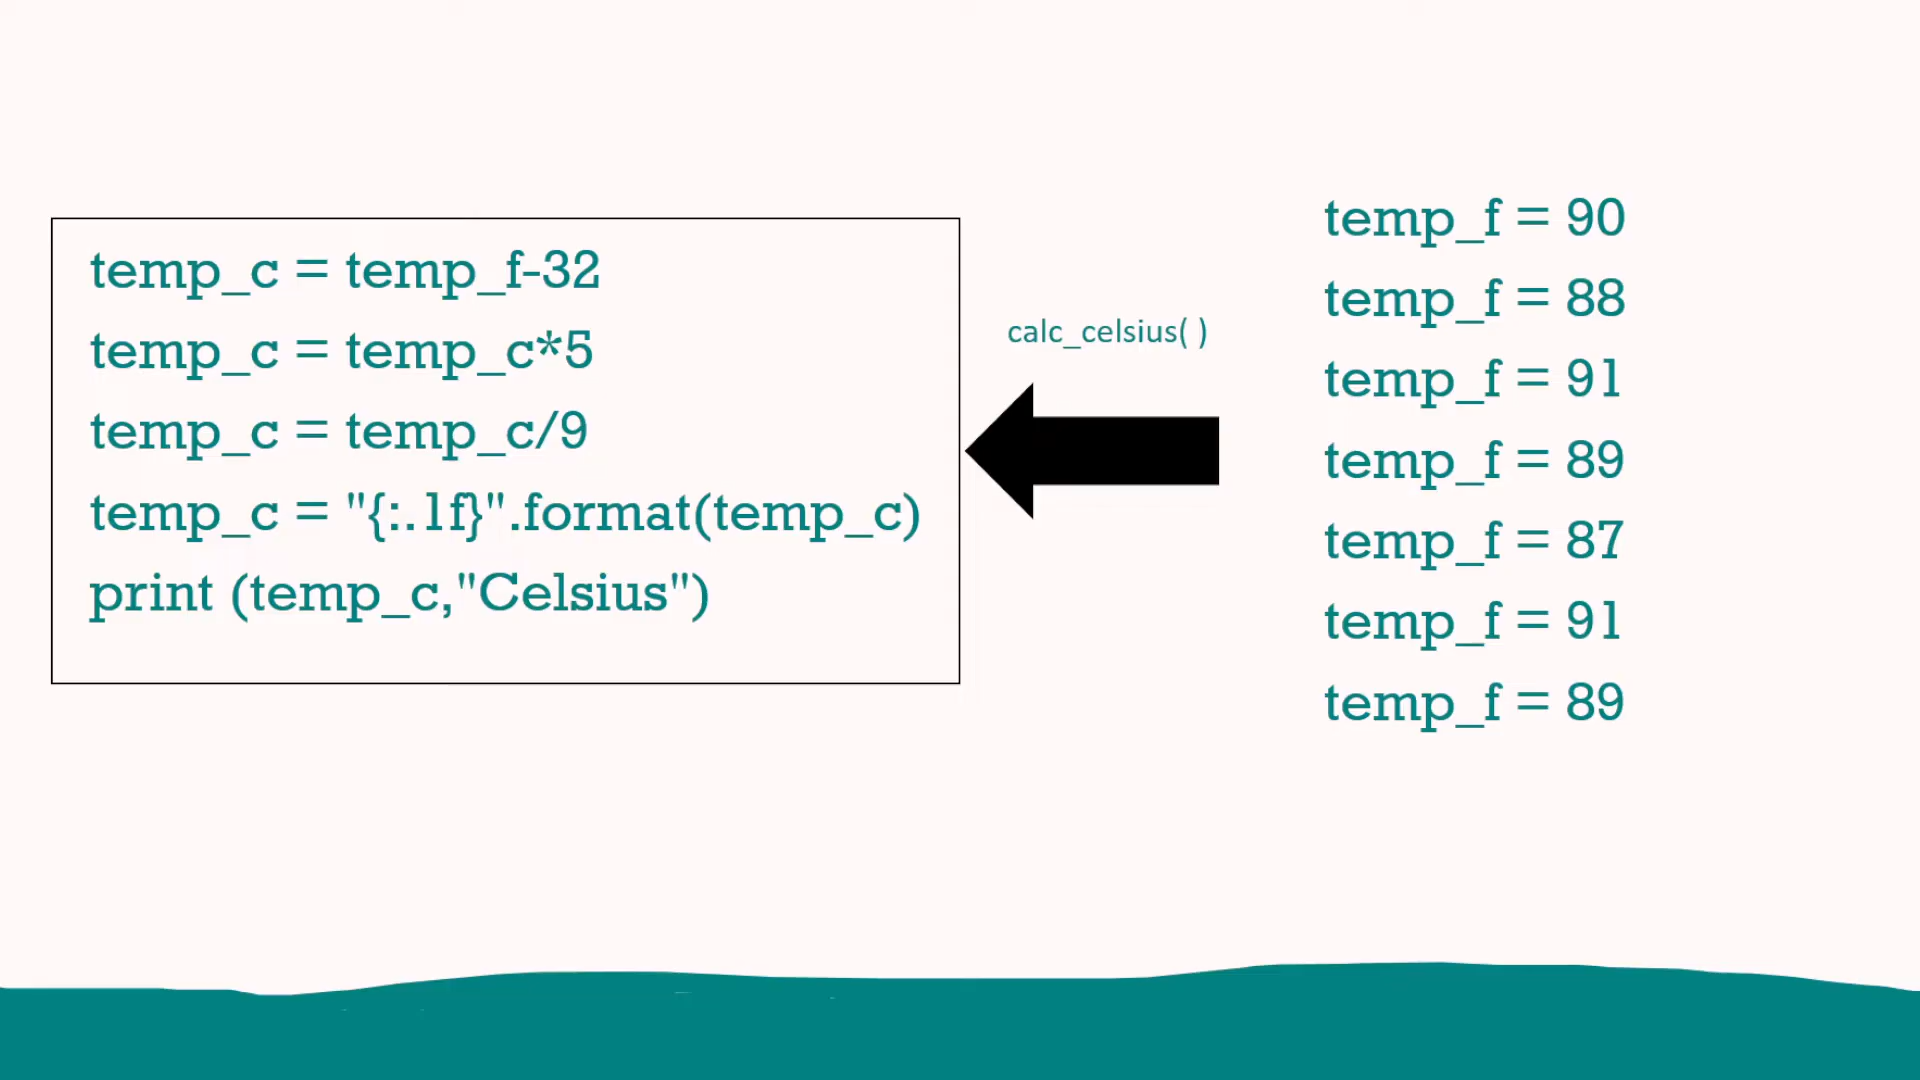 temp_c = temp_f-32
temp_c = temp_c*5
temp_c = temp_c/9
temp_c = "{:.1f}".format(temp_c)
print (temp_c,"Celsius")
calc_celsius( )
temp_f = 90
temp_f = 88
temp_f = 91
temp_f = 89
temp_f = 87
temp_f = 91
temp_f = 89